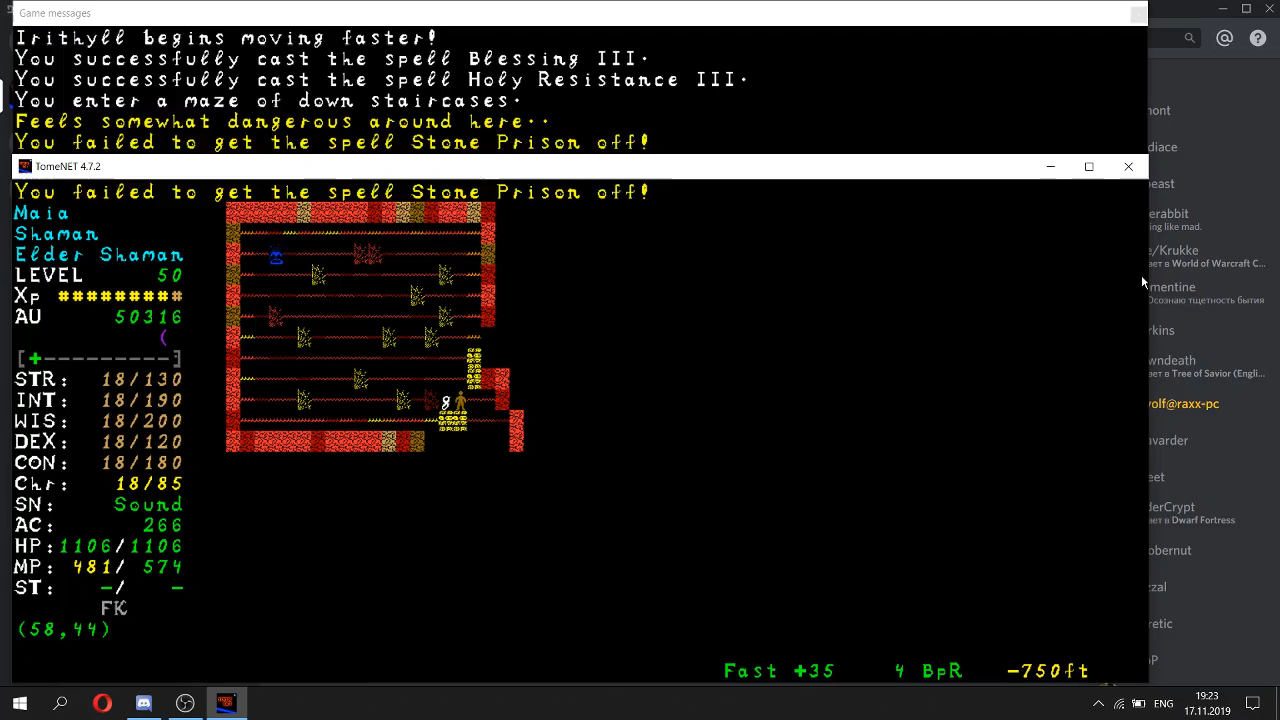 Game messages
Irithyll begins moving faster!
You successfully cast the spell Blessing III.
You successfully cast the spell Holy Resistance III.
You enter a maze of down staircases.
Feels somewhat dangerous around here..
You failed to get the spell Stone Prison off!
TomeNET 4.7.2
You failed to get the spell Stone Prison off!
Maia
Shaman
Elder Shaman
LEVEL 50
Xp #########
AU 50316
(
[+---------]
STR: 18/130
INT: 18/190
WIS: 18/200
DEX: 18/120
CON: 18/180
Chr: 18/85
SN: Sound
AC: 266
HP:1106/1106
MP: 481/ 574
ST: -/ -
FK
(58,44)
g
Fast +35 4 BpR -750ft
mont
diace
east
erabbit
ing like mad.
e/Krukke
ает в World of Warcraft C...
mentine
Осознаю тщетность бытия
rkins
wndeath
ает в Tree of Savior (Engli...
wolf@raxx-pc
avarder
eet
derCrypt
ает в Dwarf Fortress
obernut
zzal
retic
P
ENG
19:23
17.11.2019